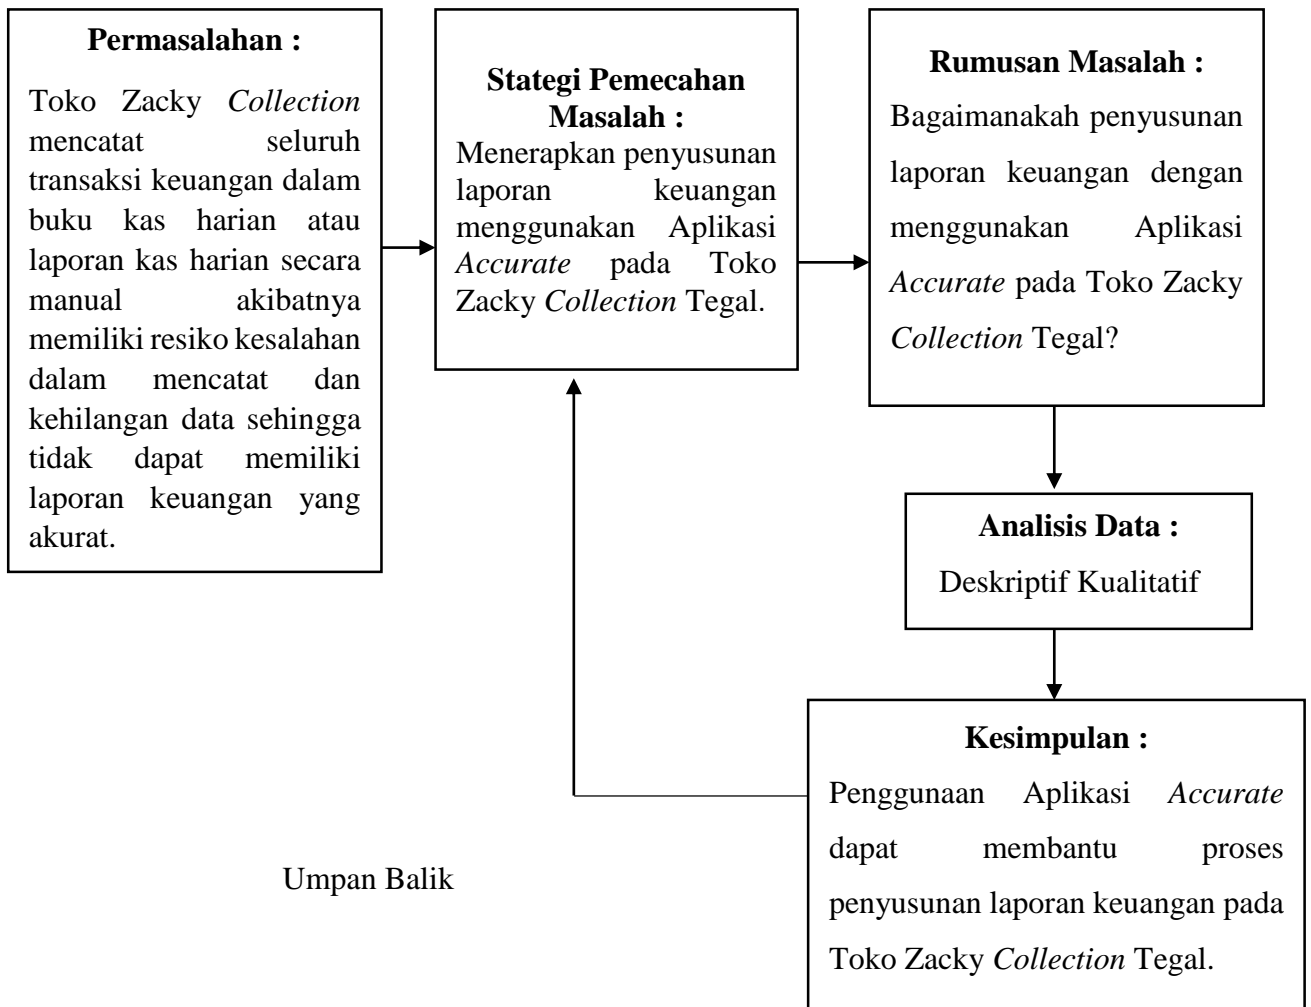 Permasalahan :
Toko Zacky Collection
mencatat seluruh
transaksi keuangan dalam
buku kas harian atau
laporan kas harian secara
manual akibatnya
memiliki resiko kesalahan
dalam mencatat dan
kehilangan data sehingga
tidak dapat memiliki
laporan keuangan yang
akurat.
Stategi Pemecahan
Masalah :
Menerapkan penyusunan
laporan keuangan
menggunakan Aplikasi
Accurate pada Toko
Zacky Collection Tegal.
Rumusan Masalah :
Bagaimanakah penyusunan
laporan keuangan dengan
menggunakan Aplikasi
Accurate pada Toko Zacky
Collection Tegal?
Analisis Data :
Deskriptif Kualitatif
Kesimpulan :
Penggunaan Aplikasi Accurate
dapat membantu proses
penyusunan laporan keuangan pada
Toko Zacky Collection Tegal.
Umpan Balik